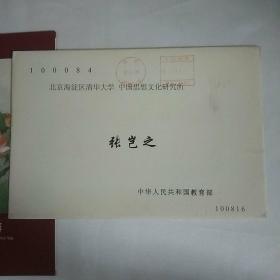 100084
北京海淀区清华大学 中国思想文化研究所
张岂之
中华人民共和国教育部
100816